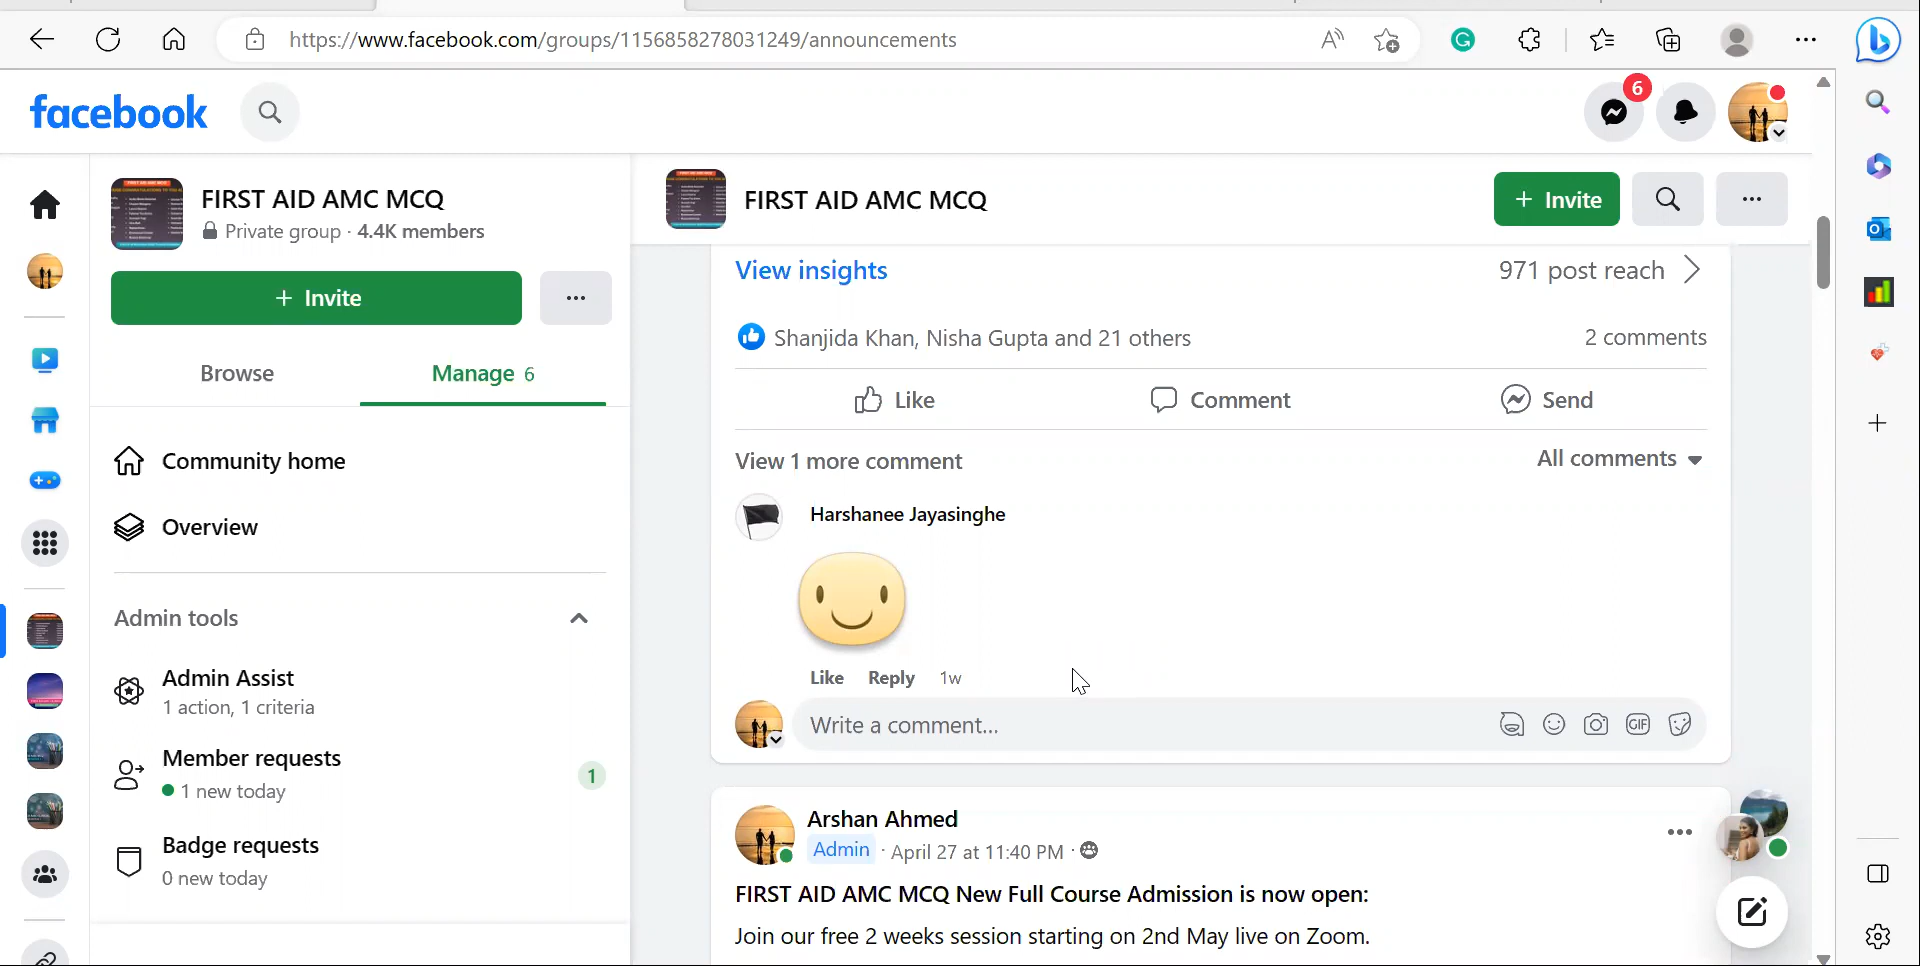 https://www.facebook.com/groups/1156858278031249/announcements
facebook
6
FIRST AID AMC MCQ
Private group · 4.4K members
+ Invite
Browse
Manage 6
Community home
Overview
Admin tools
Admin Assist
1 action, 1 criteria
Member requests
1 new today
1
Badge requests
0 new today
FIRST AID AMC MCQ
+ Invite
View insights
971 post reach
Shanjida Khan, Nisha Gupta and 21 others
2 comments
Like
Comment
Send
View 1 more comment
All comments
Harshanee Jayasinghe
Like Reply 1w
Write a comment...
GIF
Arshan Ahmed
Admin · April 27 at 11:40 PM ·
FIRST AID AMC MCQ New Full Course Admission is now open:
Join our free 2 weeks session starting on 2nd May live on Zoom.